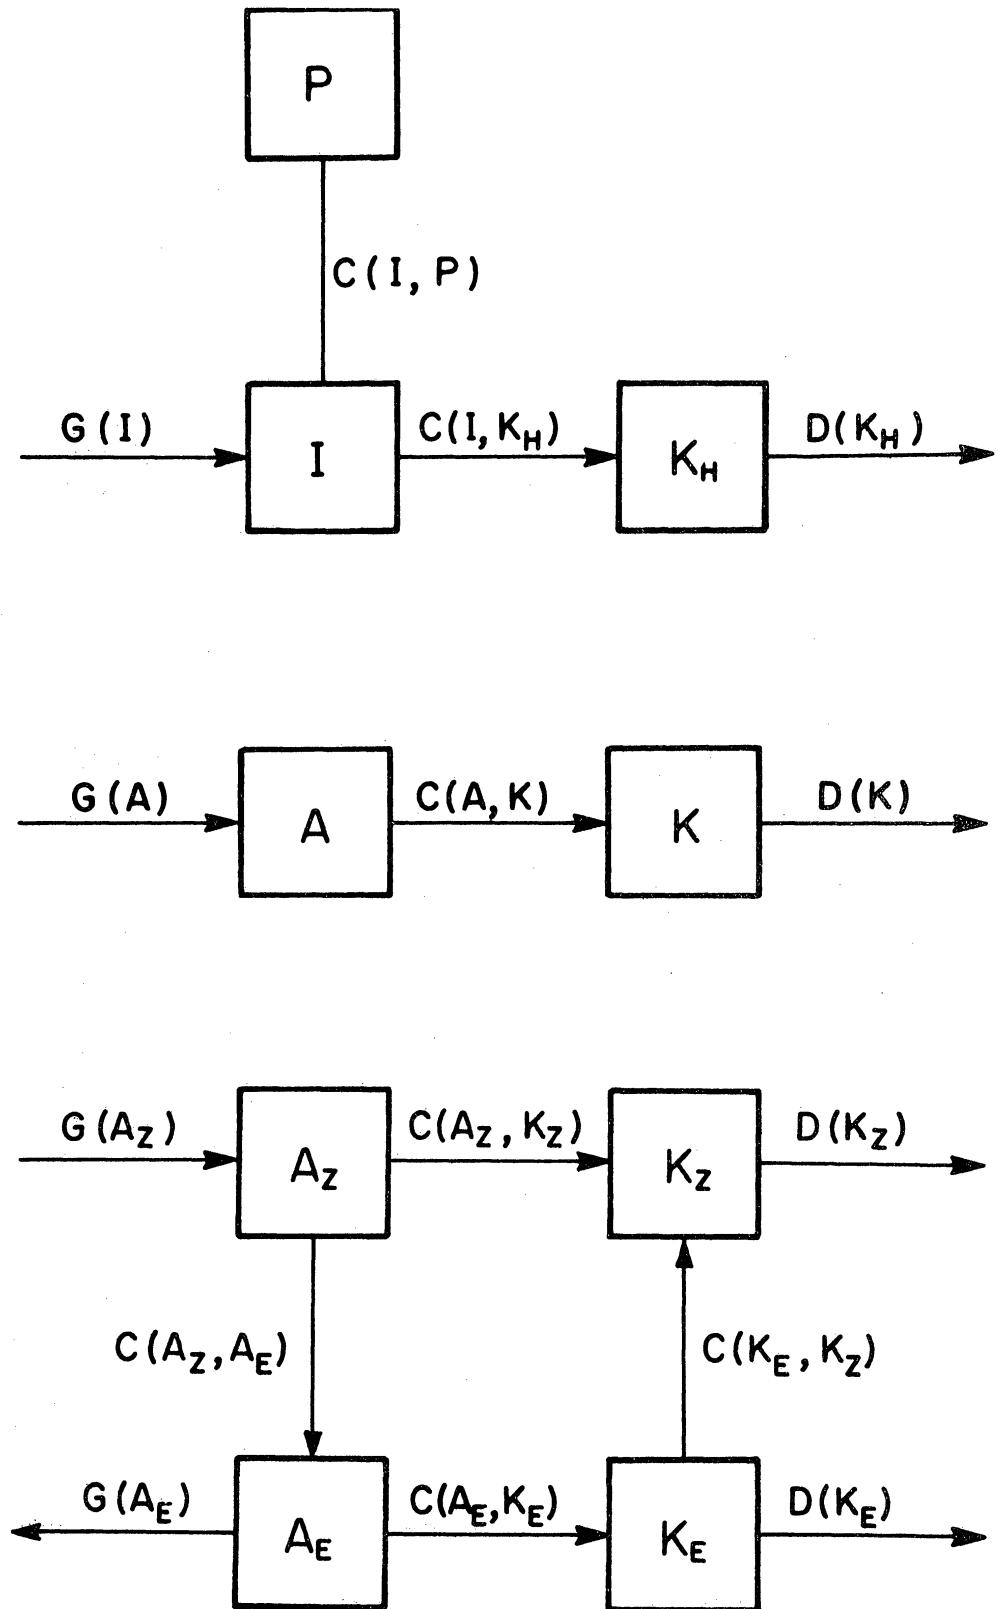 P
C(I, P)
G(I) C(I, K_H) D(K_H)
I K_H
G(A) C(A, K) D(K)
A K
G(A_Z) C(A_Z, K_Z) D(K_Z)
A_Z K_Z
C(A_Z, A_E) C(K_E, K_Z)
G(A_E) C(A_E, K_E) D(K_E)
A_E K_E